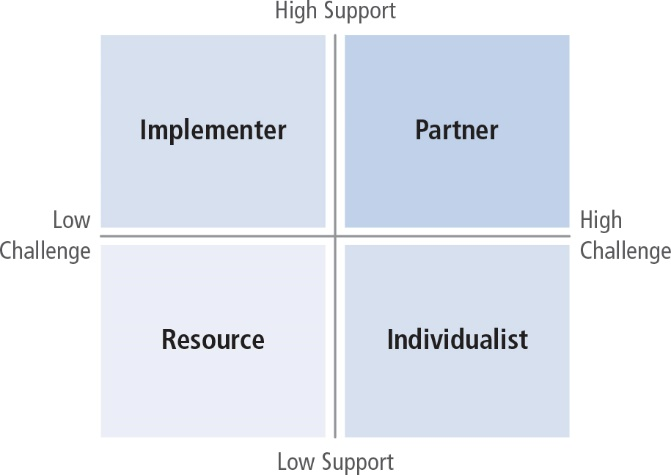 High Support
Implementer
Partner
Low
Challenge
High
Challenge
Resource
Individualist
Low Support